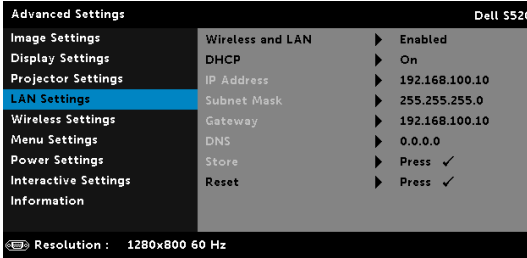 Advanced Settings Dell S520
Image Settings
Display Settings
Projector Settings
LAN Settings
Wireless Settings
Menu Settings
Power Settings
Interactive Settings
Information
Wireless and LAN Enabled
DHCP On
IP Address 192.168.100.10
Subnet Mask 255.255.255.0
Gateway 192.168.100.10
DNS 0.0.0.0
Store Press ✓
Reset Press ✓
Resolution : 1280x800 60 Hz